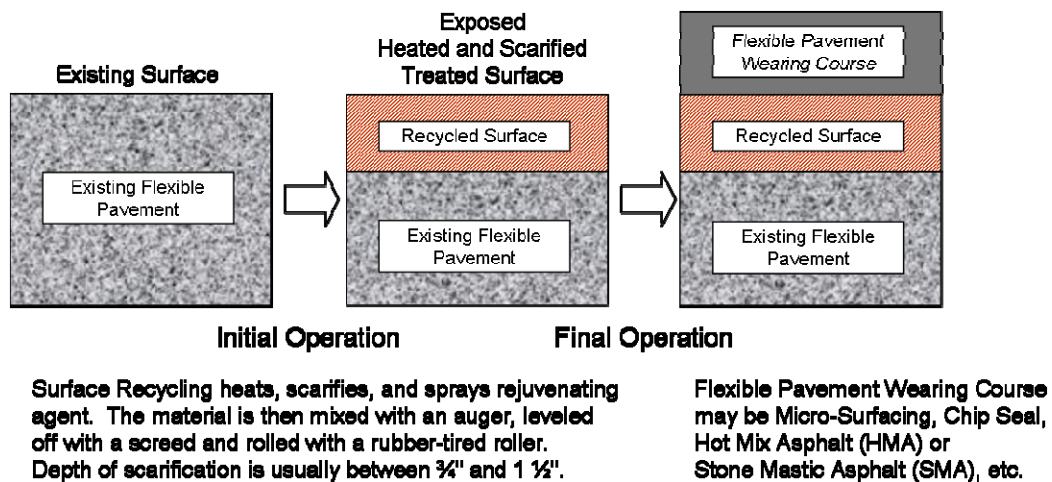 Existing Surface
Existing Flexible
Pavement
Exposed
Heated and Scarified
Treated Surface
Recycled Surface
Existing Flexible
Pavement
Flexible Pavement
Wearing Course
Recycled Surface
Existing Flexible
Pavement
Initial Operation
Final Operation
Surface Recycling heats, scarifies, and sprays rejuvenating
agent. The material is then mixed with an auger, leveled
off with a screed and rolled with a rubber-tired roller.
Depth of scarification is usually between ¾" and 1 ½".
Flexible Pavement Wearing Course
may be Micro-Surfacing, Chip Seal,
Hot Mix Asphalt (HMA) or
Stone Mastic Asphalt (SMA), etc.